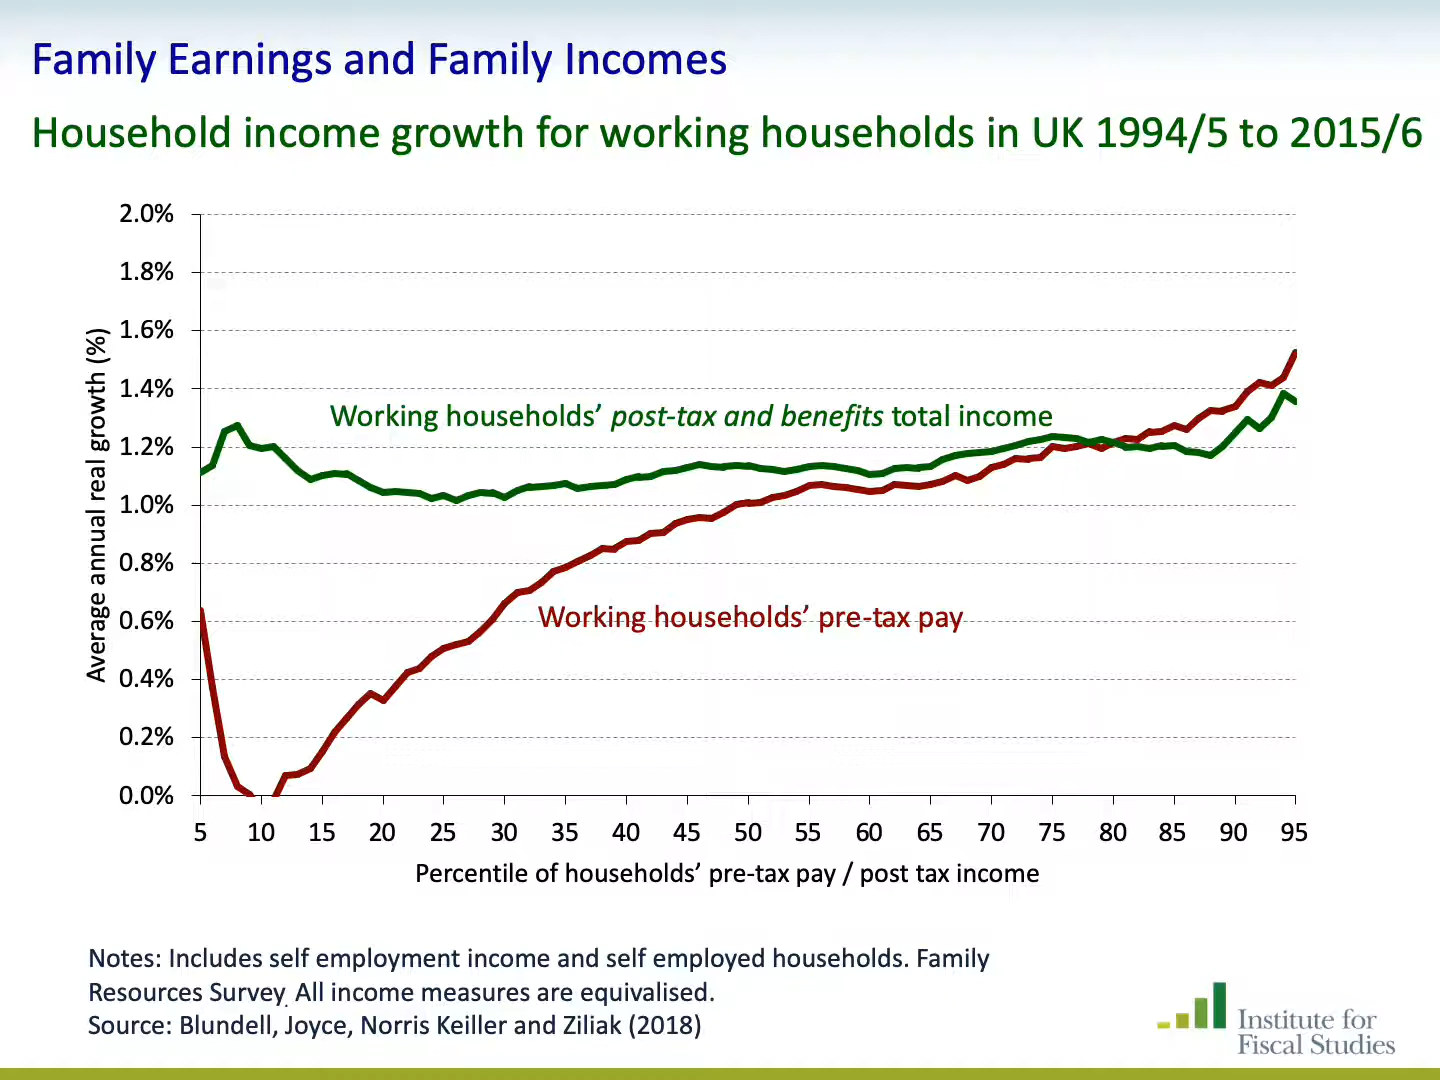 Family Earnings and Family Incomes
Household income growth for working households in UK 1994/5 to 2015/6
Average annual real growth (%)
2.0%
1.8%
1.6%
1.4%
1.2%
1.0%
0.8%
0.6%
0.4%
0.2%
0.0%
Working households’ post-tax and benefits total income
Working households’ pre-tax pay
5 10 15 20 25 30 35 40 45 50 55 60 65 70 75 80 85 90 95
Percentile of households’ pre-tax pay / post tax income
Notes: Includes self employment income and self employed households. Family
Resources Survey. All income measures are equivalised.
Source: Blundell, Joyce, Norris Keiller and Ziliak (2018)
Institute for
Fiscal Studies